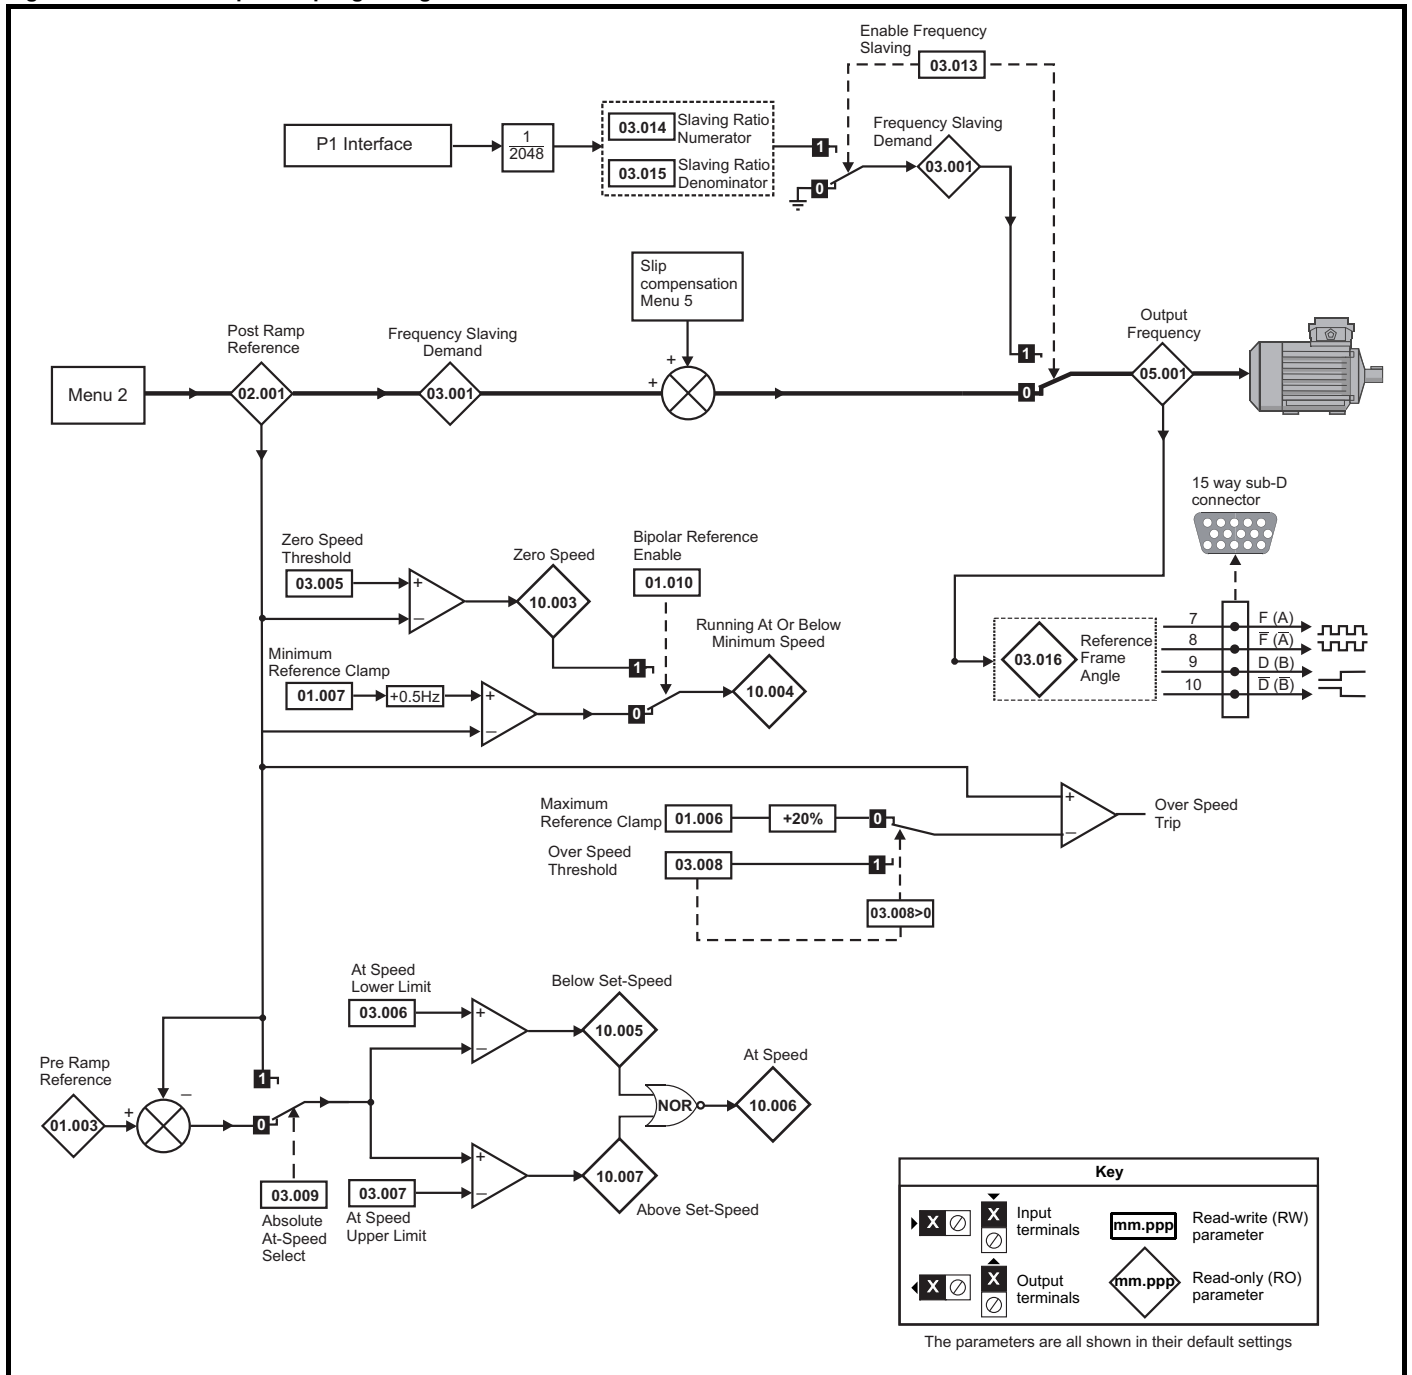 Enable Frequency
Slaving
03.013
P1 Interface
1
2048
03.014
Slaving Ratio
Numerator
03.015
Slaving Ratio
Denominator
1
0
Frequency Slaving
Demand
03.001
Slip
compensation
Menu 5
Menu 2
Post Ramp
Reference
02.001
Frequency Slaving
Demand
03.001
+
+
1
0
Output
Frequency
05.001
15 way sub-D
connector
Zero Speed
Threshold
03.005
+
−
Zero Speed
10.003
Bipolar Reference
Enable
01.010
Minimum
Reference Clamp
01.007
+0.5Hz
+
−
1
0
Running At Or Below
Minimum Speed
10.004
03.016
Reference
Frame
Angle
7 F (A)
8 F̅ (A̅)
9 D (B)
10 D̅ (B̅)
Maximum
Reference Clamp
01.006
+20%
0
Over Speed
Threshold
03.008
1
03.008>0
+
−
Over Speed
Trip
At Speed
Lower Limit
03.006
+
−
Below Set-Speed
10.005
Pre Ramp
Reference
01.003
+
−
1
0
03.009
Absolute
At-Speed
Select
03.007
At Speed
Upper Limit
+
−
10.007
Above Set-Speed
NOR
At Speed
10.006
Key
X
X
Input
terminals
mm.ppp
Read-write (RW)
parameter
X
X
Output
terminals
mm.ppp
Read-only (RO)
parameter
The parameters are all shown in their default settings